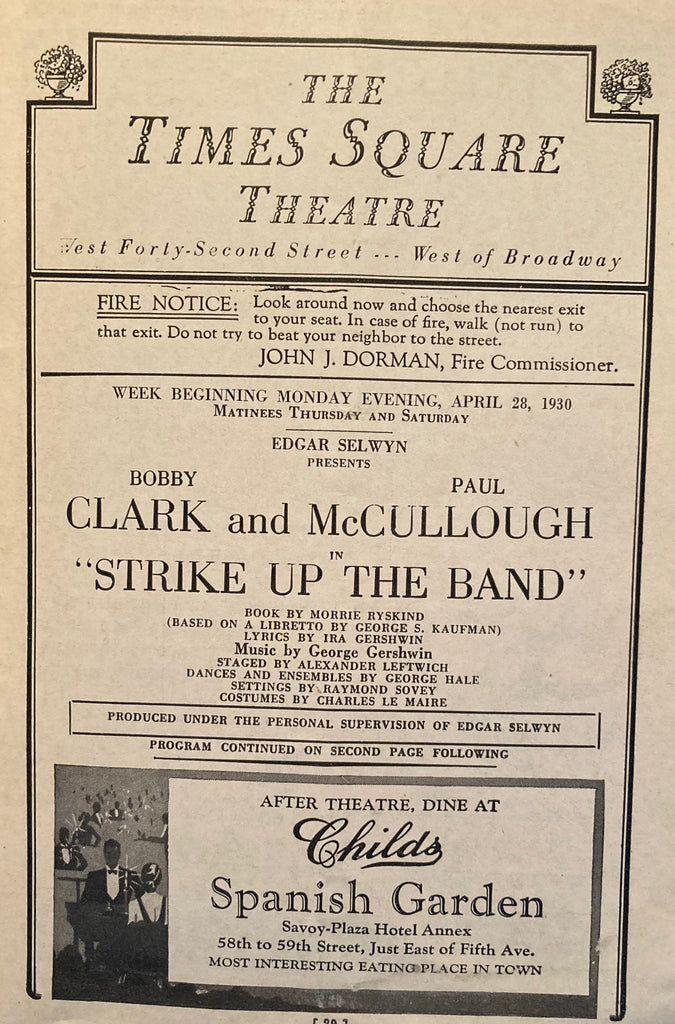 THE
TIMES SQUARE
THEATRE
West Forty-Second Street --- West of Broadway
FIRE NOTICE: Look around now and choose the nearest exit
to your seat. In case of fire, walk (not run) to
that exit. Do not try to beat your neighbor to the street.
JOHN J. DORMAN, Fire Commissioner.
WEEK BEGINNING MONDAY EVENING, APRIL 28, 1930
MATINEES THURSDAY AND SATURDAY
EDGAR SELWYN
PRESENTS
BOBBY PAUL
CLARK and McCULLOUGH
IN
"STRIKE UP THE BAND"
BOOK BY MORRIE RYSKIND
(BASED ON A LIBRETTO BY GEORGE S. KAUFMAN)
LYRICS BY IRA GERSHWIN
Music by George Gershwin
STAGED BY ALEXANDER LEFTWICH
DANCES AND ENSEMBLES BY GEORGE HALE
SETTINGS BY RAYMOND SOVEY
COSTUMES BY CHARLES LE MAIRE
PRODUCED UNDER THE PERSONAL SUPERVISION OF EDGAR SELWYN
PROGRAM CONTINUED ON SECOND PAGE FOLLOWING
AFTER THEATRE, DINE AT
Childs
Spanish Garden
Savoy-Plaza Hotel Annex
58th to 59th Street, Just East of Fifth Ave.
MOST INTERESTING EATING PLACE IN TOWN